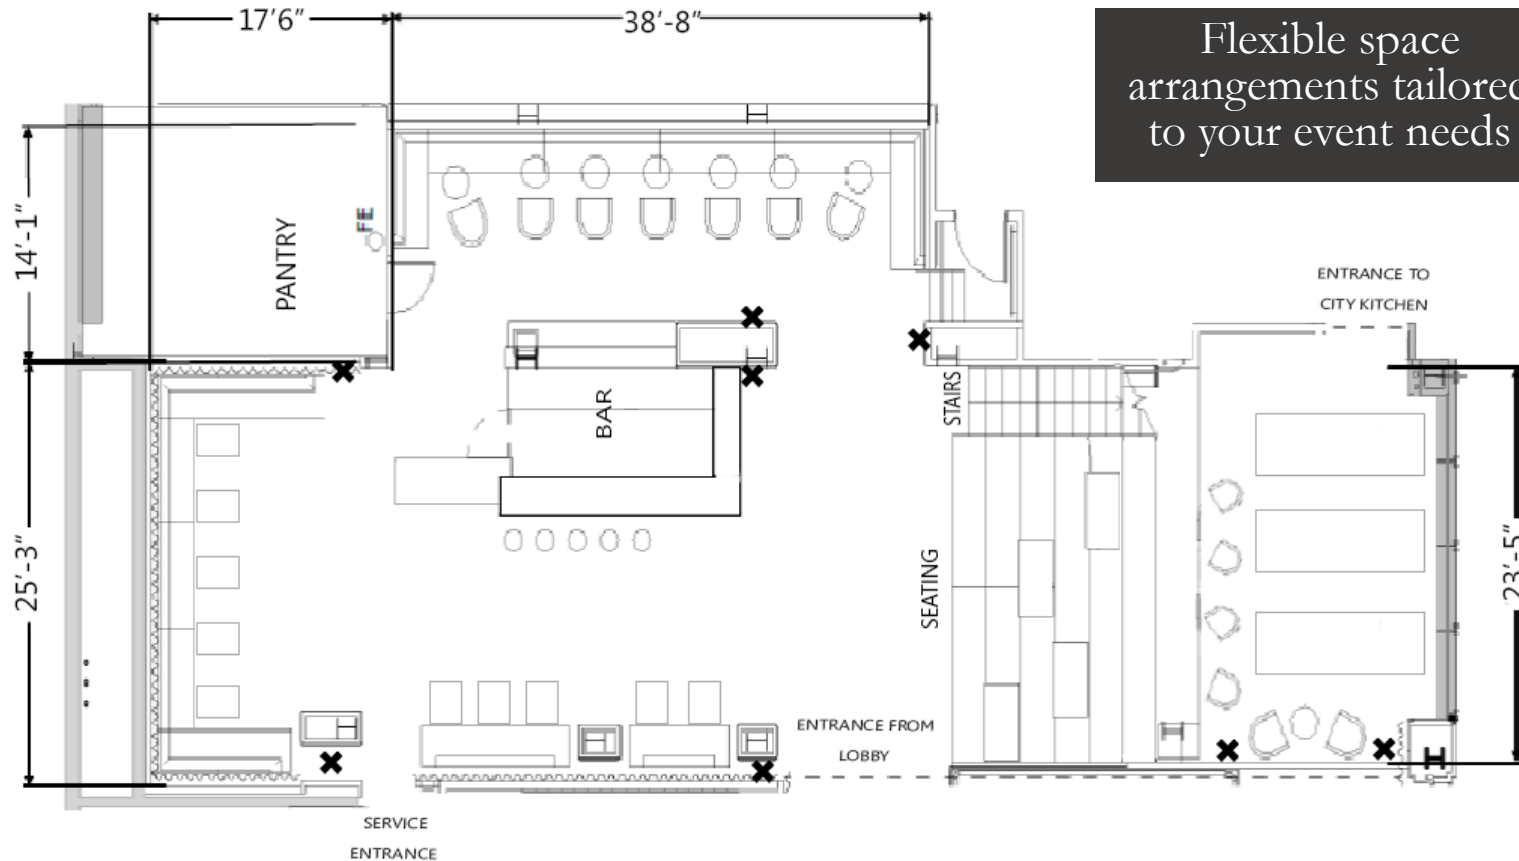 17'6"
38'-8"
Flexible space
arrangements tailored
to your event needs
14'-1"
PANTRY
FE
ENTRANCE TO
CITY KITCHEN
BAR
STAIRS
25'-3"
SEATING
23'-5"
ENTRANCE FROM
LOBBY
SERVICE
ENTRANCE